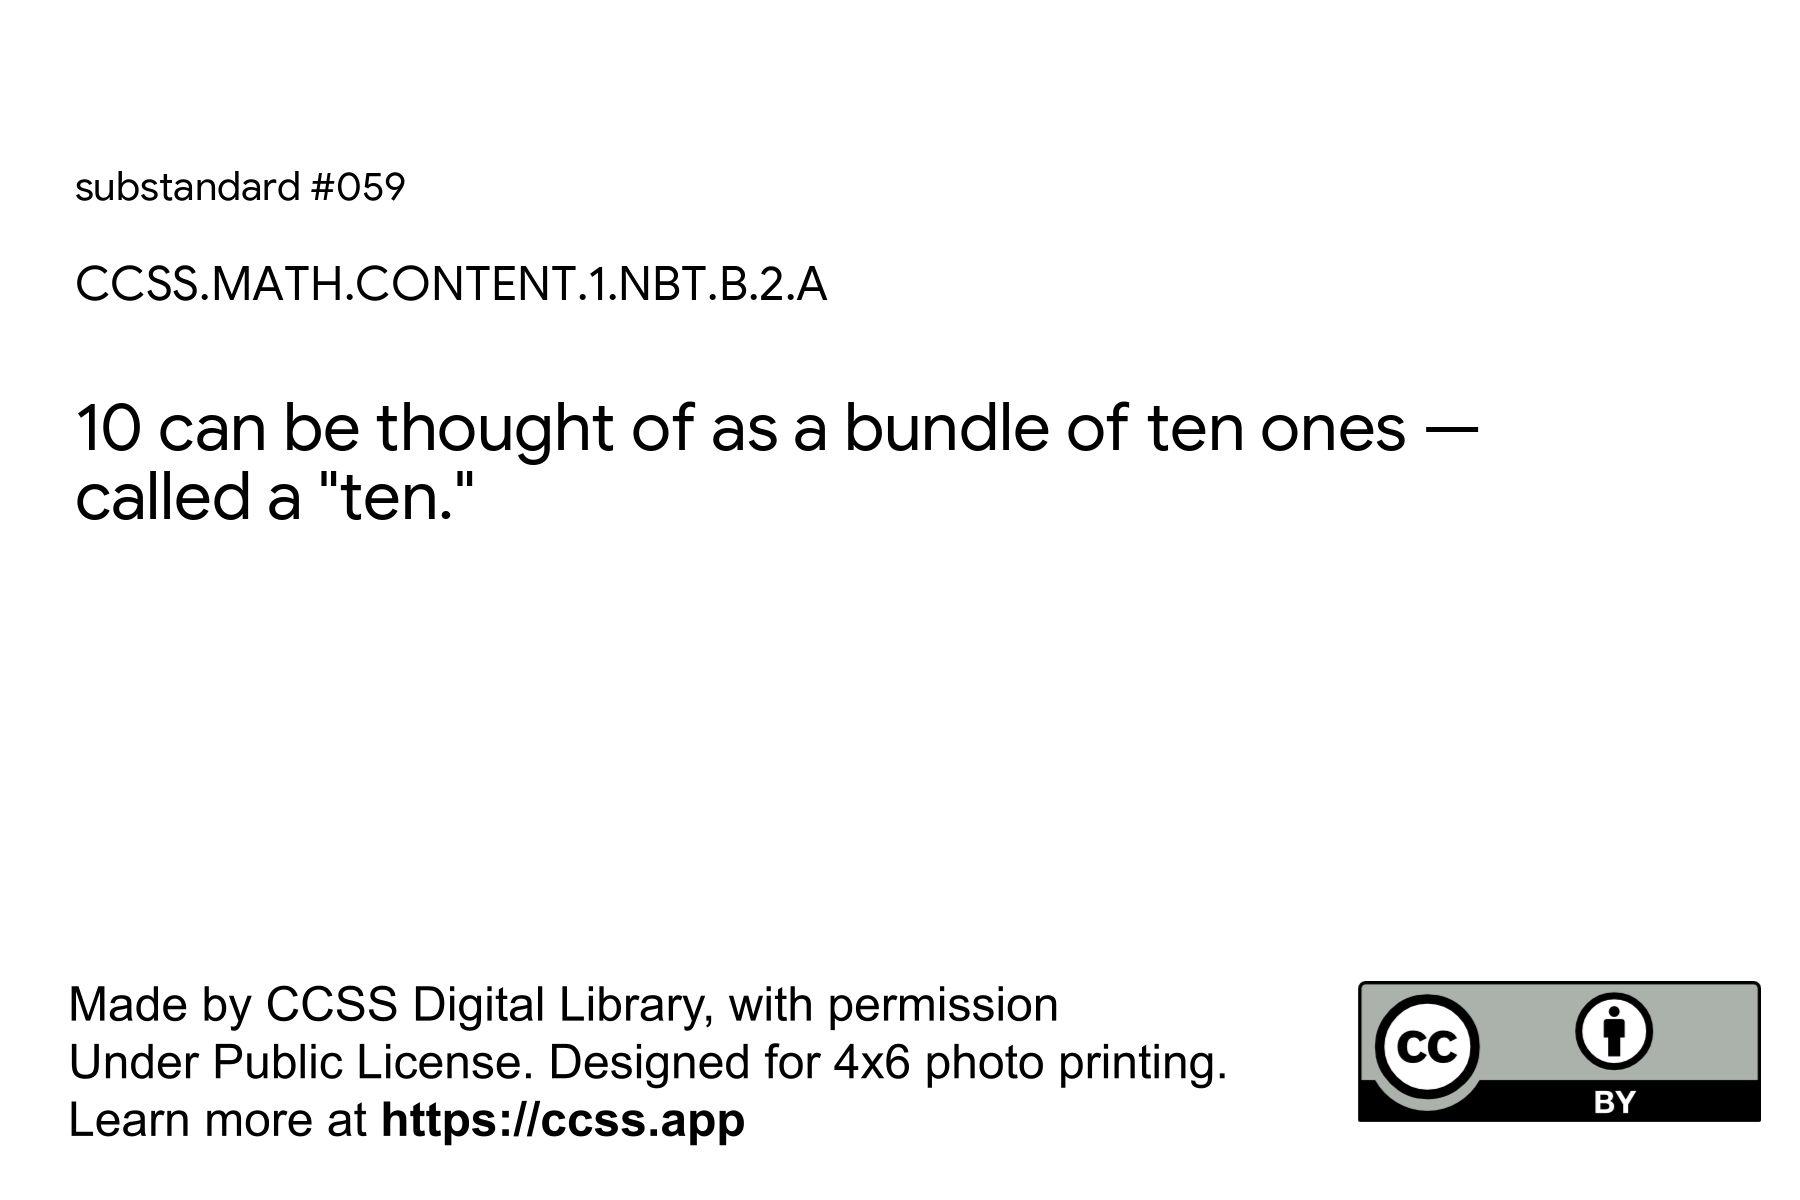 substandard #059
CCSS.MATH.CONTENT.1.NBT.B.2.A
10 can be thought of as a bundle of ten ones —
called a "ten."
Made by CCSS Digital Library, with permission
Under Public License. Designed for 4x6 photo printing.
Learn more at https://ccss.app
cc
BY